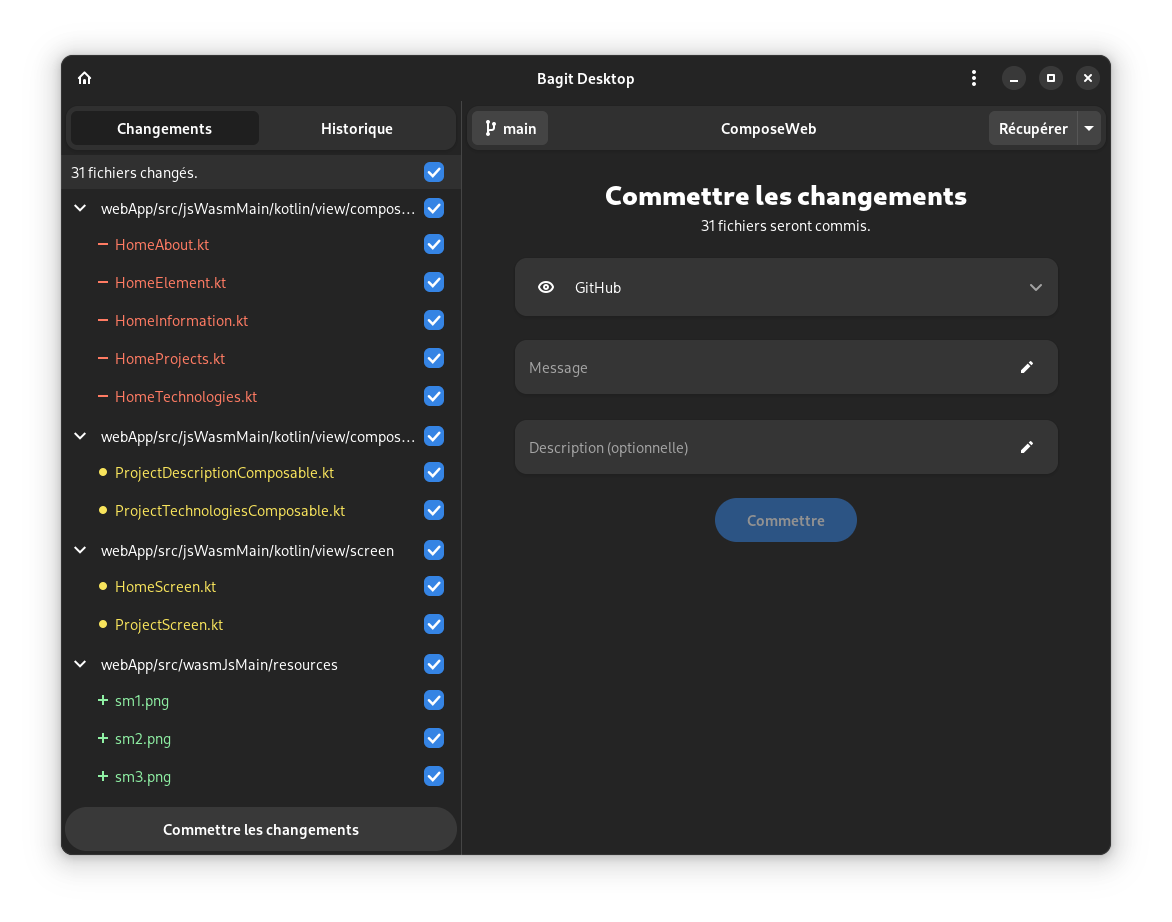 Bagit Desktop
Changements
Historique
31 fichiers changés.
webApp/src/jsWasmMain/kotlin/view/compos...
HomeAbout.kt
HomeElement.kt
HomeInformation.kt
HomeProjects.kt
HomeTechnologies.kt
webApp/src/jsWasmMain/kotlin/view/compos...
ProjectDescriptionComposable.kt
ProjectTechnologiesComposable.kt
webApp/src/jsWasmMain/kotlin/view/screen
HomeScreen.kt
ProjectScreen.kt
webApp/src/wasmJsMain/resources
sm1.png
sm2.png
sm3.png
Commettre les changements
main
ComposeWeb
Récupérer
Commettre les changements
31 fichiers seront commis.
GitHub
Message
Description (optionnelle)
Commettre